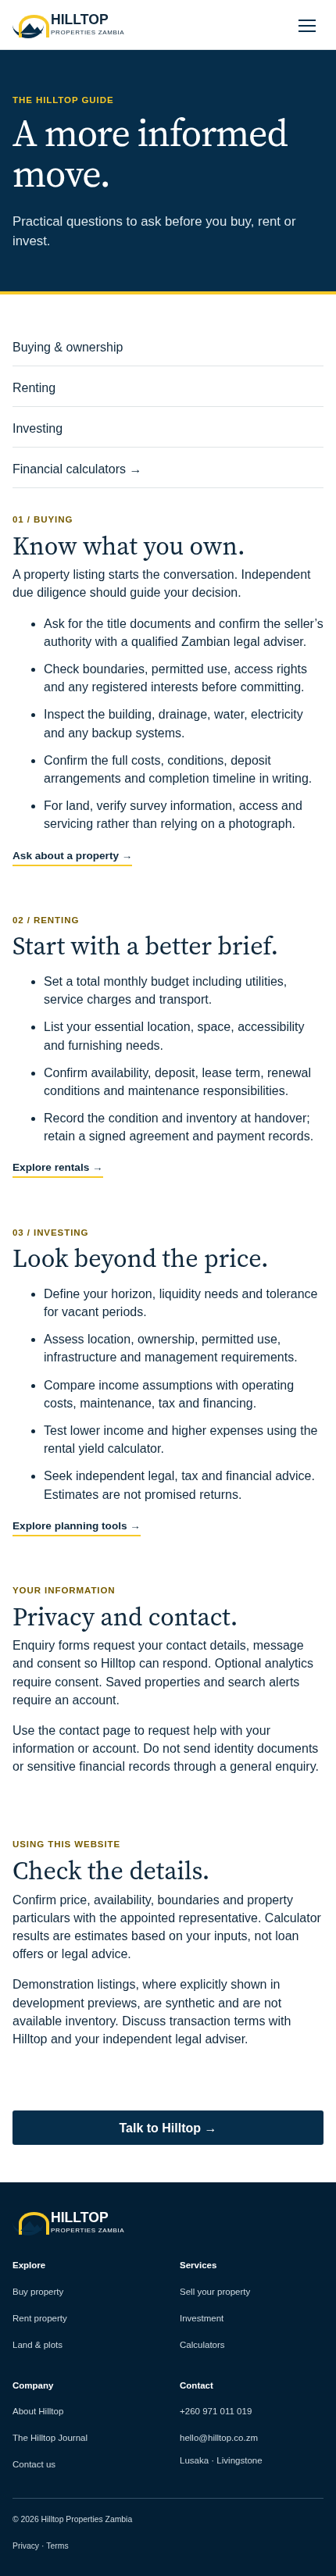 HILLTOP
PROPERTIES ZAMBIA
THE HILLTOP GUIDE
A more informed
move.
Practical questions to ask before you buy, rent or
invest.
Buying & ownership
Renting
Investing
Financial calculators →
01 / BUYING
Know what you own.
A property listing starts the conversation. Independent
due diligence should guide your decision.
• Ask for the title documents and confirm the seller’s
authority with a qualified Zambian legal adviser.
• Check boundaries, permitted use, access rights
and any registered interests before committing.
• Inspect the building, drainage, water, electricity
and any backup systems.
• Confirm the full costs, conditions, deposit
arrangements and completion timeline in writing.
• For land, verify survey information, access and
servicing rather than relying on a photograph.
Ask about a property →
02 / RENTING
Start with a better brief.
• Set a total monthly budget including utilities,
service charges and transport.
• List your essential location, space, accessibility
and furnishing needs.
• Confirm availability, deposit, lease term, renewal
conditions and maintenance responsibilities.
• Record the condition and inventory at handover;
retain a signed agreement and payment records.
Explore rentals →
03 / INVESTING
Look beyond the price.
• Define your horizon, liquidity needs and tolerance
for vacant periods.
• Assess location, ownership, permitted use,
infrastructure and management requirements.
• Compare income assumptions with operating
costs, maintenance, tax and financing.
• Test lower income and higher expenses using the
rental yield calculator.
• Seek independent legal, tax and financial advice.
Estimates are not promised returns.
Explore planning tools →
YOUR INFORMATION
Privacy and contact.
Enquiry forms request your contact details, message
and consent so Hilltop can respond. Optional analytics
require consent. Saved properties and search alerts
require an account.
Use the contact page to request help with your
information or account. Do not send identity documents
or sensitive financial records through a general enquiry.
USING THIS WEBSITE
Check the details.
Confirm price, availability, boundaries and property
particulars with the appointed representative. Calculator
results are estimates based on your inputs, not loan
offers or legal advice.
Demonstration listings, where explicitly shown in
development previews, are synthetic and are not
available inventory. Discuss transaction terms with
Hilltop and your independent legal adviser.
Talk to Hilltop →
HILLTOP
PROPERTIES ZAMBIA
Explore
Buy property
Rent property
Land & plots
Services
Sell your property
Investment
Calculators
Company
About Hilltop
The Hilltop Journal
Contact us
Contact
+260 971 011 019
hello@hilltop.co.zm
Lusaka · Livingstone
© 2026 Hilltop Properties Zambia
Privacy · Terms